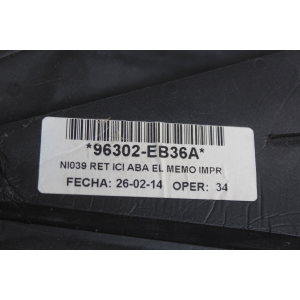 *96302-EB36A*
NI039 RET ICI ABA EL MEMO IMPR
FECHA: 26-02-14 OPER: 34